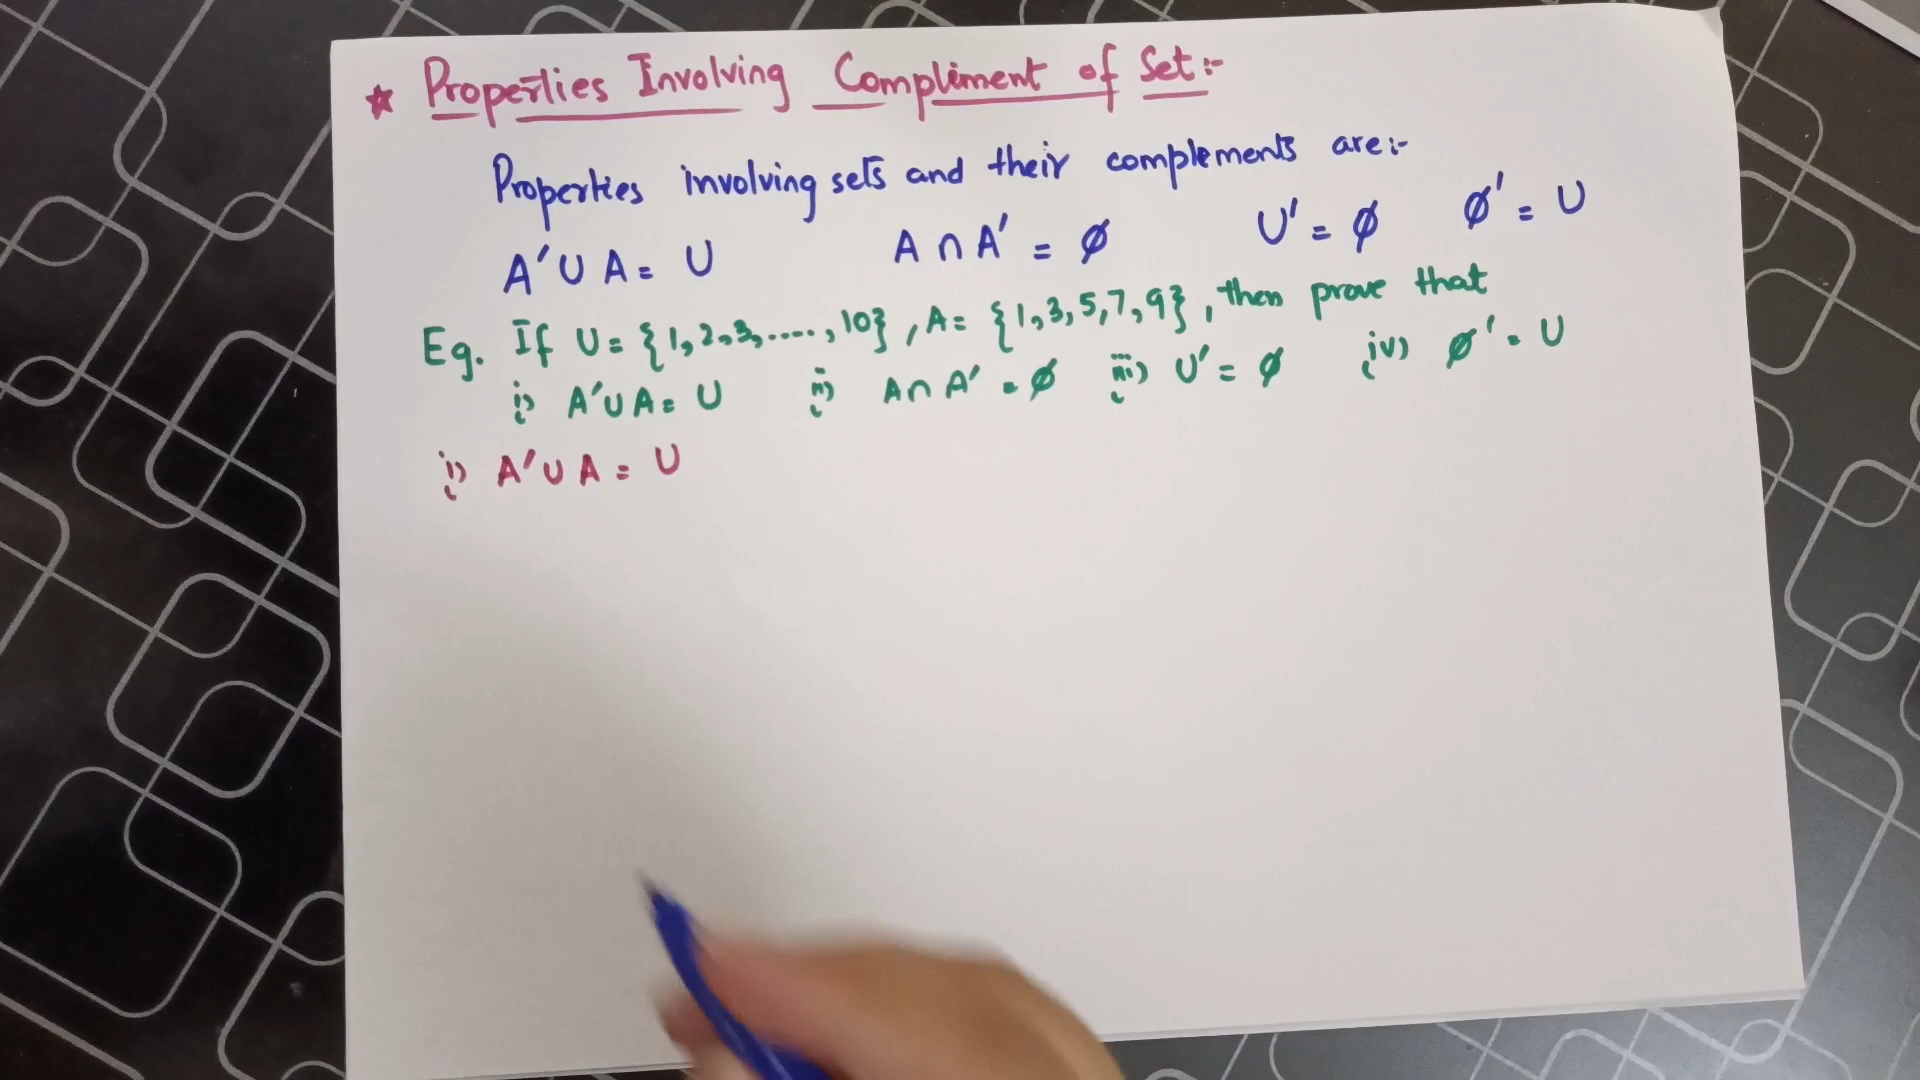 ★ Properties Involving Compliment of Set:-
Properties involving sets and their complements are:-
A' ∪ A = U A ∩ A' = ∅ U' = ∅ ∅' = U
Eg. If U = {1,2,3,....,10}, A = {1,3,5,7,9}, then prove that
i) A' ∪ A = U ii) A ∩ A' = ∅ iii) U' = ∅ iv) ∅' = U
i) A' ∪ A = U